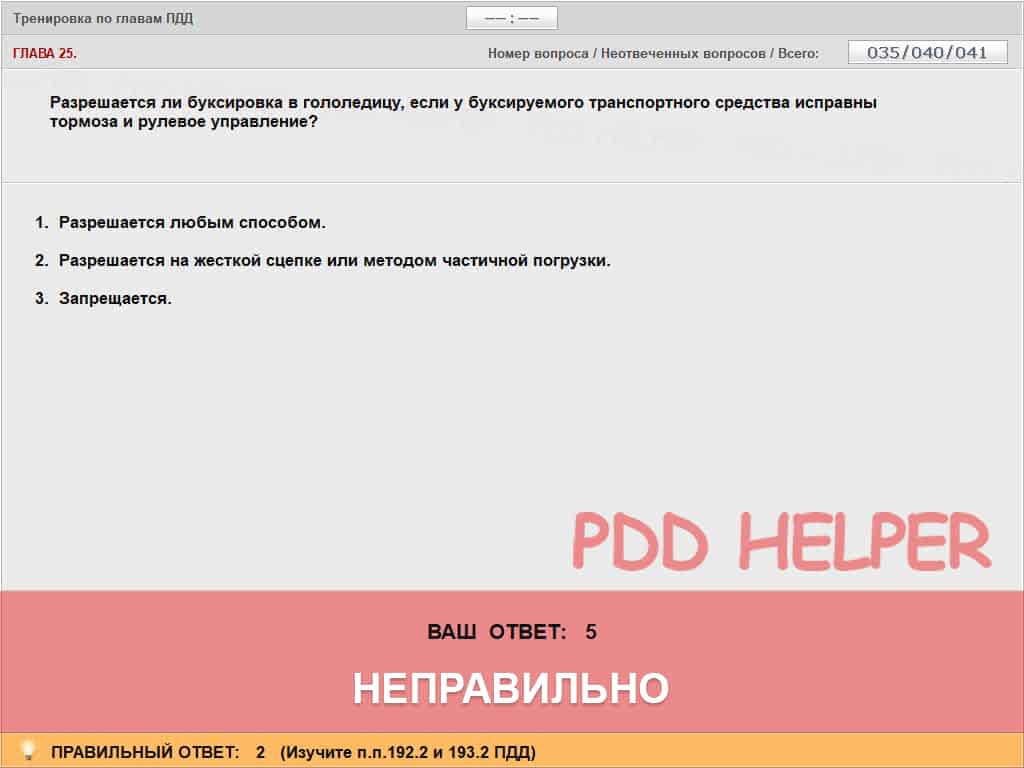 Тренировка по главам ПДД
—— : ——
ГЛАВА 25.
Номер вопроса / Неотвеченных вопросов / Всего:
035/040/041
Разрешается ли буксировка в гололедицу, если у буксируемого транспортного средства исправны
тормоза и рулевое управление?
1. Разрешается любым способом.
2. Разрешается на жесткой сцепке или методом частичной погрузки.
3. Запрещается.
PDD HELPER
ВАШ ОТВЕТ: 5
НЕПРАВИЛЬНО
ПРАВИЛЬНЫЙ ОТВЕТ: 2 (Изучите п.п.192.2 и 193.2 ПДД)